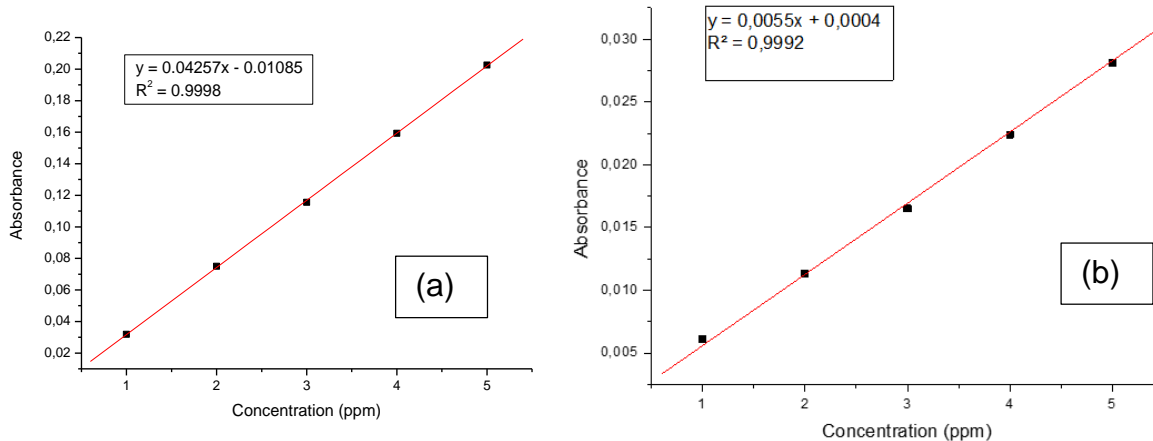 0,22
0,20
0,18
0,16
0,14
0,12
0,10
0,08
0,06
0,04
0,02
Absorbance
y = 0.04257x - 0.01085
R² = 0.9998
(a)
1 2 3 4 5
Concentration (ppm)
0,030
0,025
0,020
0,015
0,010
0,005
Absorbance
y = 0,0055x + 0,0004
R² = 0,9992
(b)
1 2 3 4 5
Concentration (ppm)